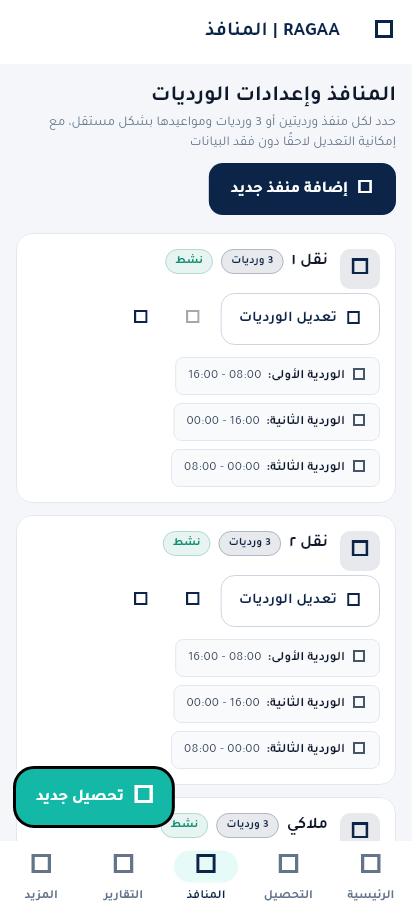 RAGAA | المنافذ
المنافذ وإعدادات الورديات
حدد لكل منفذ ورديتين أو 3 ورديات ومواعيدها بشكل مستقل، مع
إمكانية التعديل لاحقًا دون فقد البيانات
إضافة منفذ جديد
نقل ١ 3 ورديات نشط
تعديل الورديات
الوردية الأولى: 08:00 - 16:00
الوردية الثانية: 16:00 - 00:00
الوردية الثالثة: 00:00 - 08:00
نقل ٢ 3 ورديات نشط
تعديل الورديات
الوردية الأولى: 08:00 - 16:00
الوردية الثانية: 16:00 - 00:00
الوردية الثالثة: 00:00 - 08:00
تحصيل جديد
ملاكي 3 ورديات نشط
الرئيسية التحصيل المنافذ التقارير المزيد